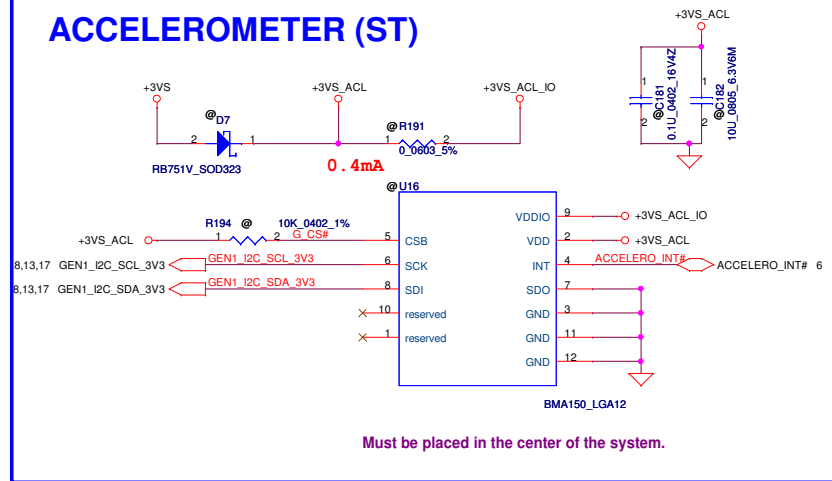 ACCELEROMETER (ST)
+3VS_ACL
+3VS
+3VS_ACL
+3VS_ACL_IO
@ D7
2
1
RB751V_SOD323
@ R191
1
2
0_0603_5%
0.4mA
1
2
@C181
0.1U_0402_16V4Z
1
2
@C182
10U_0805_6.3V6M
@ U16
R194 @ 10K_0402_1%
+3VS_ACL
1
2
G_CS#
5
CSB
8,13,17 GEN1_I2C_SCL_3V3
GEN1_I2C_SCL_3V3
6
SCK
8,13,17 GEN1_I2C_SDA_3V3
GEN1_I2C_SDA_3V3
8
SDI
10
reserved
1
reserved
VDDIO
9
+3VS_ACL_IO
VDD
2
+3VS_ACL
INT
4
ACCELERO_INT#
ACCELERO_INT# 6
SDO
7
GND
3
GND
11
GND
12
BMA150_LGA12
Must be placed in the center of the system.